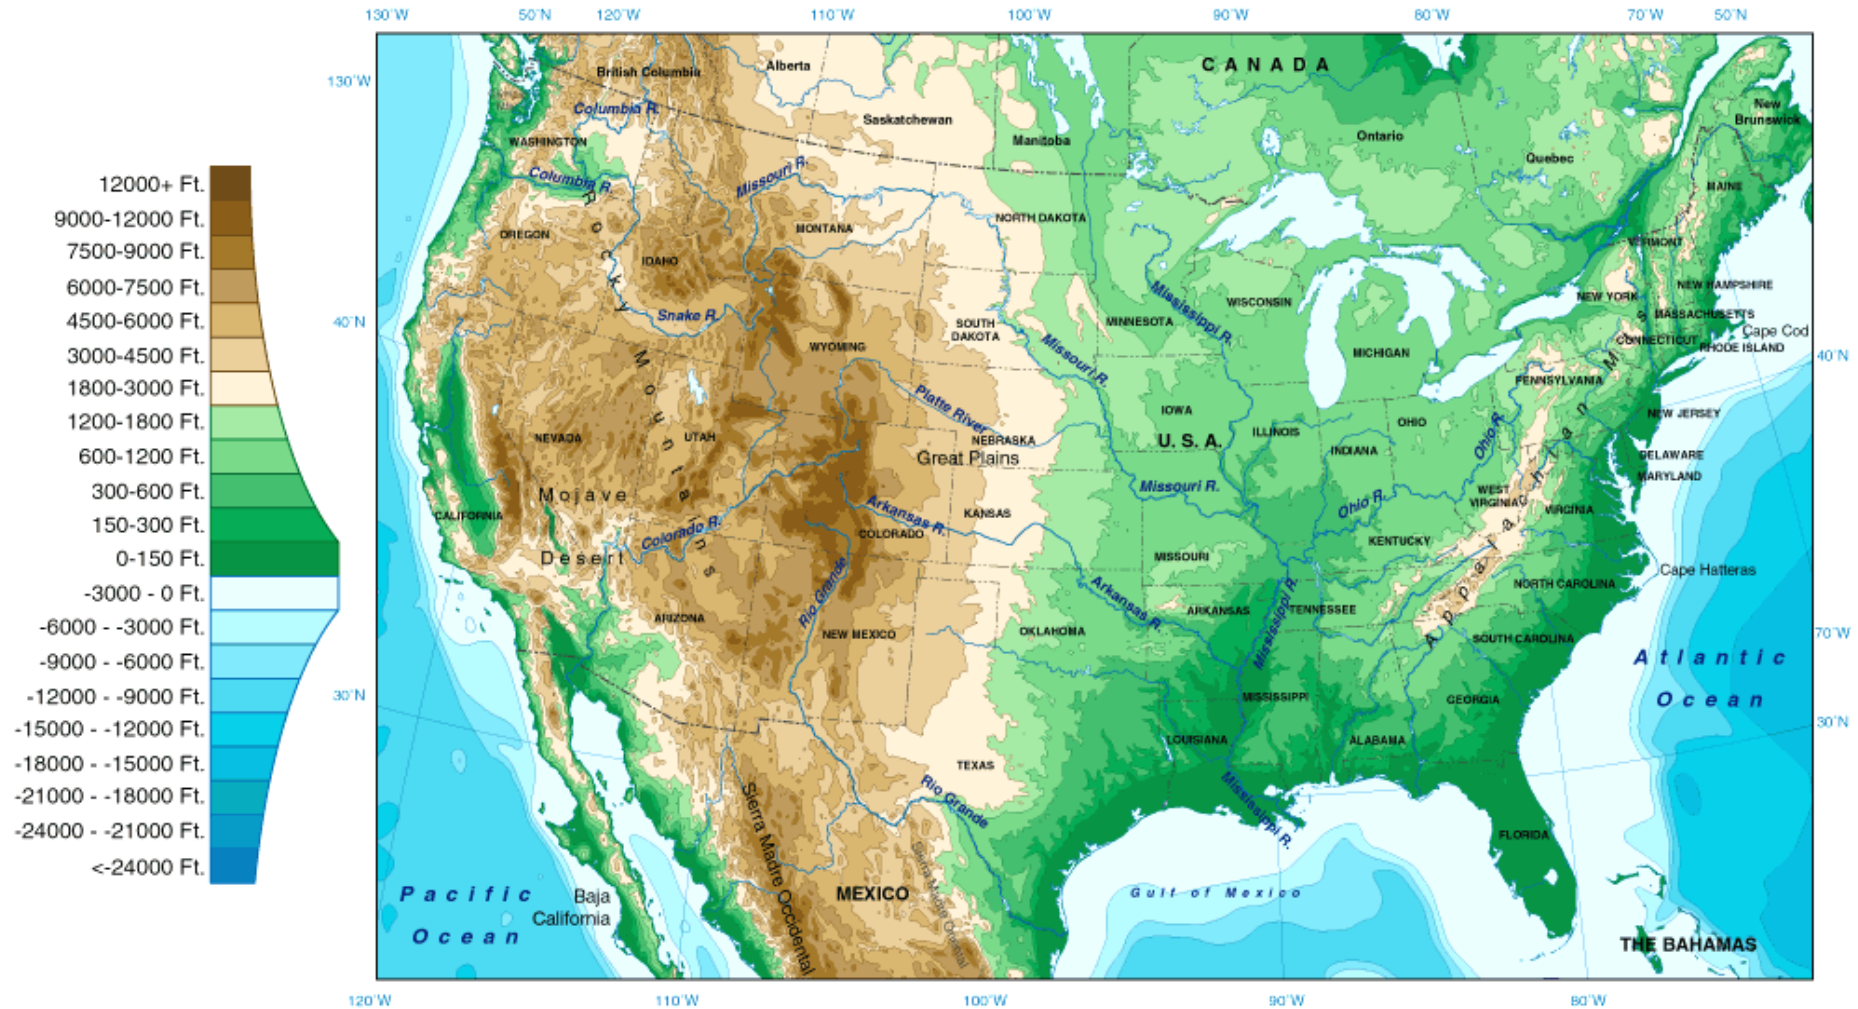 130°W 50°N 120°W 110°W 100°W 90°W 80°W 70°W 50°N
130°W
40°N
30°N
12000+ Ft.
9000-12000 Ft.
7500-9000 Ft.
6000-7500 Ft.
4500-6000 Ft.
3000-4500 Ft.
1800-3000 Ft.
1200-1800 Ft.
600-1200 Ft.
300-600 Ft.
150-300 Ft.
0-150 Ft.
-3000 - 0 Ft.
-6000 - -3000 Ft.
-9000 - -6000 Ft.
-12000 - -9000 Ft.
-15000 - -12000 Ft.
-18000 - -15000 Ft.
-21000 - -18000 Ft.
-24000 - -21000 Ft.
<-24000 Ft.
British Columbia
Alberta
CANADA
Columbia R.
Saskatchewan
Manitoba
Ontario
Quebec
New
Brunswick
WASHINGTON
Columbia R.
Missouri R.
MAINE
NORTH DAKOTA
MONTANA
OREGON
IDAHO
Rocky Mountains
VERMONT
NEW HAMPSHIRE
NEW YORK
MASSACHUSETTS
Cape Cod
CONNECTICUT
RHODE ISLAND
Snake R.
SOUTH
DAKOTA
MINNESOTA
Mississippi R.
WISCONSIN
WYOMING
Missouri R.
MICHIGAN
PENNSYLVANIA
Appalachian Ms
Platte River
IOWA
NEW JERSEY
NEVADA
UTAH
NEBRASKA
Great Plains
U. S. A.
ILLINOIS
INDIANA
OHIO
Ohio R.
DELAWARE
MARYLAND
Mojave
Desert
CALIFORNIA
Colorado R.
Arkansas R.
COLORADO
KANSAS
Missouri R.
Ohio R.
WEST
VIRGINIA
VIRGINIA
MISSOURI
KENTUCKY
Cape Hatteras
ARIZONA
Rio Grande
NEW MEXICO
OKLAHOMA
Arkansas R.
ARKANSAS
Mississippi R.
TENNESSEE
NORTH CAROLINA
SOUTH CAROLINA
MISSISSIPPI
GEORGIA
Atlantic
Ocean
TEXAS
LOUISIANA
ALABAMA
Rio Grande
Mississippi R.
FLORIDA
Sierra Madre Occidental
Sierra Madre Oriental
MEXICO
Gulf of Mexico
Pacific
Ocean
Baja
California
THE BAHAMAS
40°N
70°W
30°N
120°W 110°W 100°W 90°W 80°W